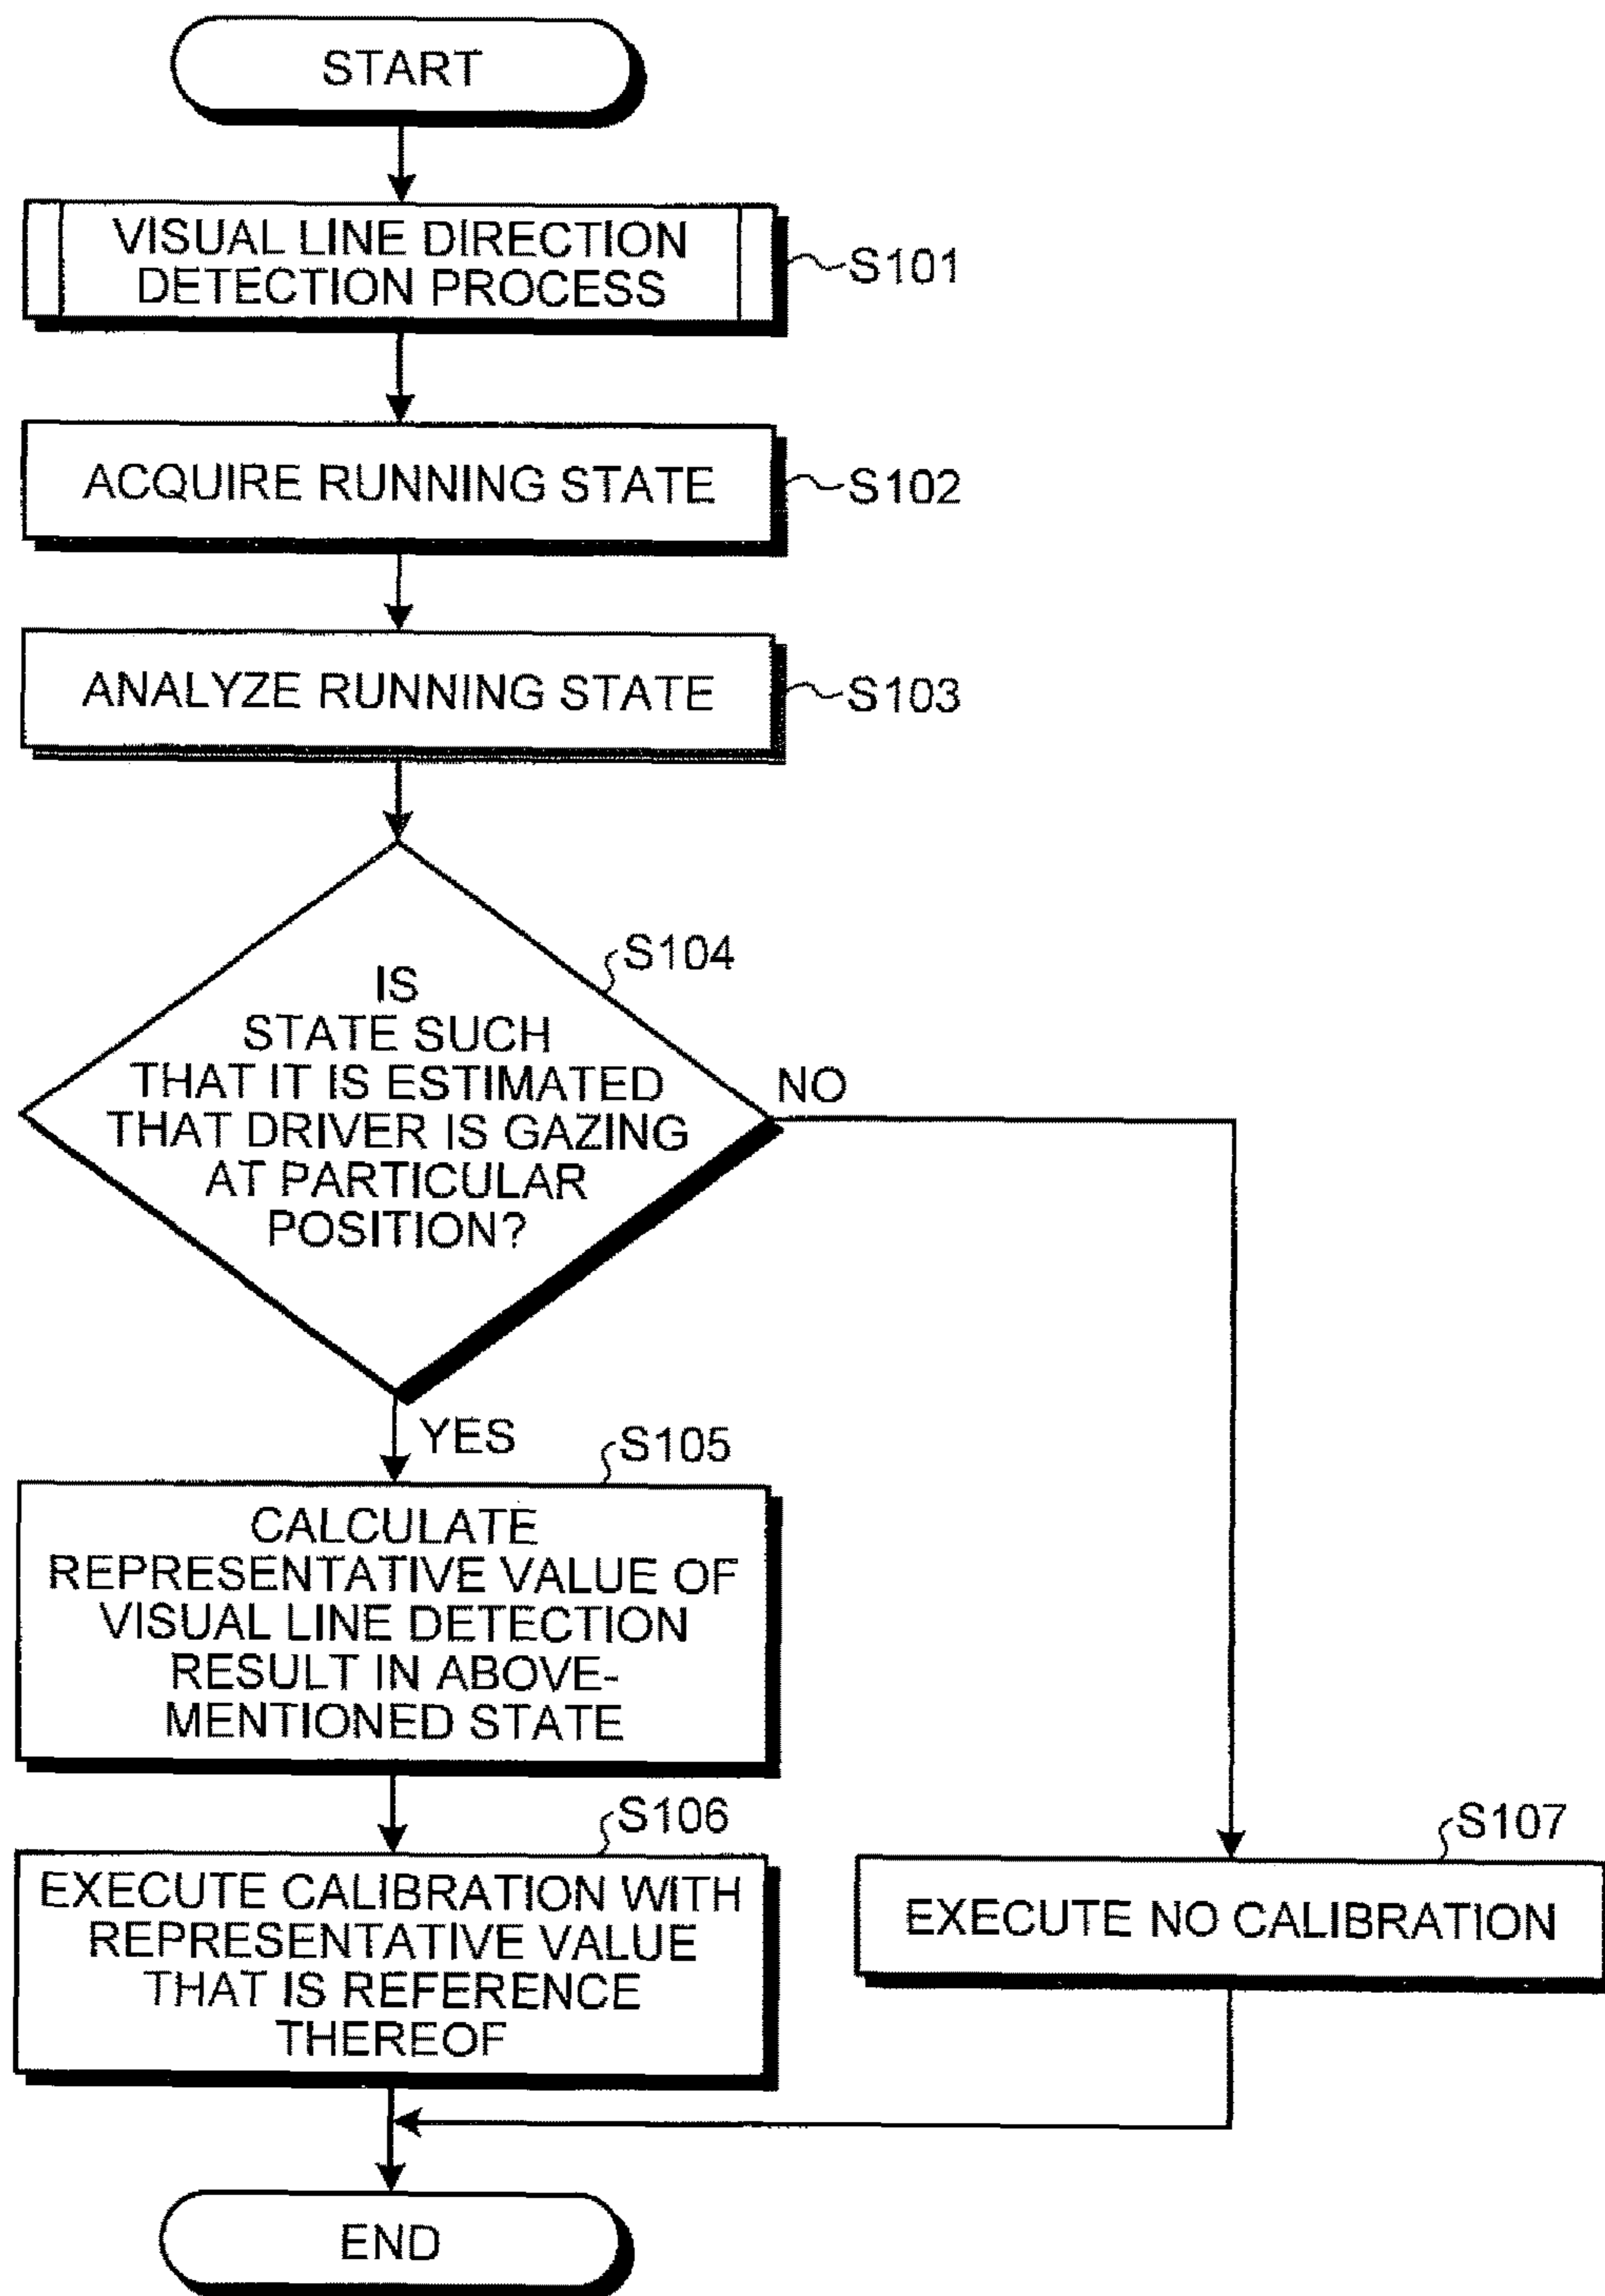 START
VISUAL LINE DIRECTION
DETECTION PROCESS
S101
ACQUIRE RUNNING STATE
S102
ANALYZE RUNNING STATE
S103
S104
IS
STATE SUCH
THAT IT IS ESTIMATED
THAT DRIVER IS GAZING
AT PARTICULAR
POSITION?
NO
YES
S105
CALCULATE
REPRESENTATIVE VALUE OF
VISUAL LINE DETECTION
RESULT IN ABOVE-
MENTIONED STATE
S106
EXECUTE CALIBRATION WITH
REPRESENTATIVE VALUE
THAT IS REFERENCE
THEREOF
S107
EXECUTE NO CALIBRATION
END